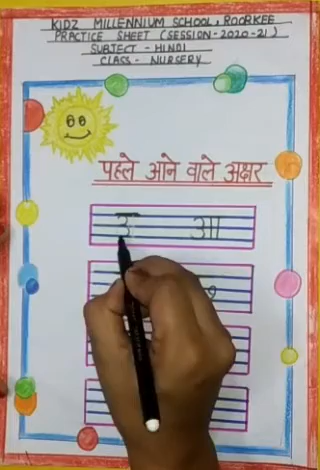 KIDZ MILLENNIUM SCHOOL, ROORKEE
PRACTICE SHEET (SESSION-2020-21)
SUBJECT - HINDI
CLASS - NURSERY
पहले आने वाले अक्षर
उ आ